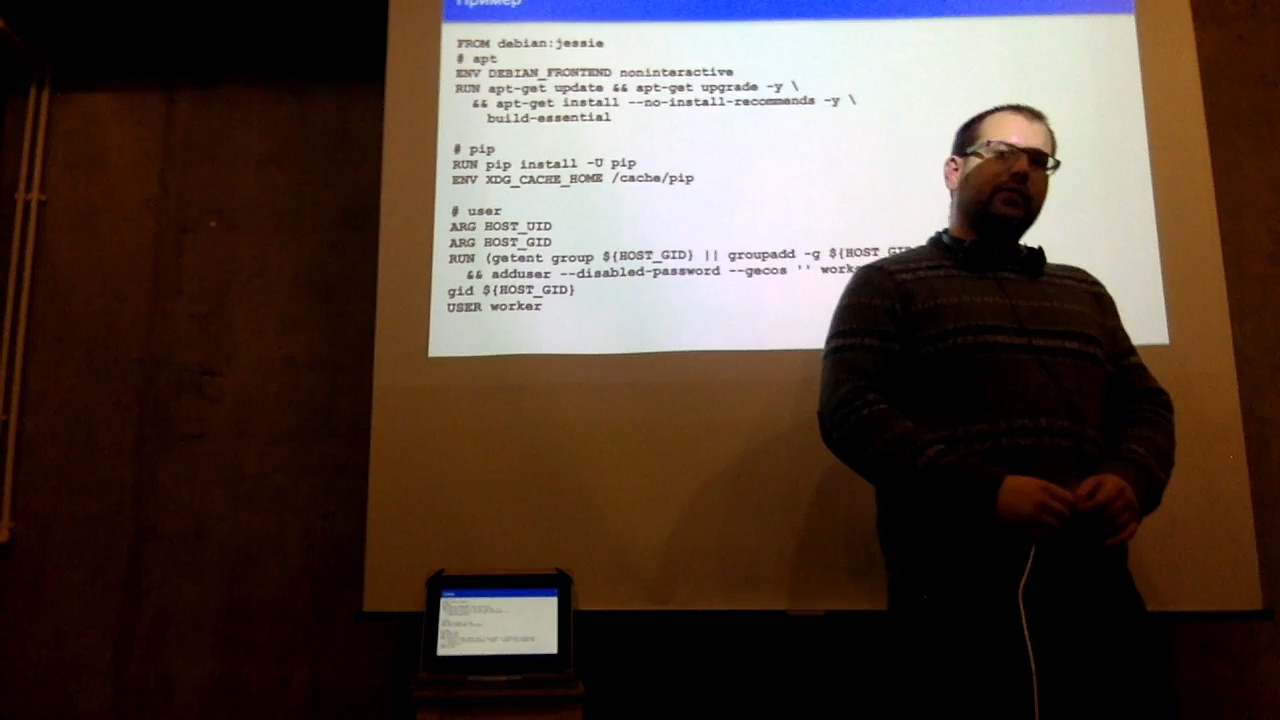 Пример
FROM debian:jessie
# apt
ENV DEBIAN_FRONTEND noninteractive
RUN apt-get update && apt-get upgrade -y \
&& apt-get install --no-install-recommends -y \
build-essential
# pip
RUN pip install -U pip
ENV XDG_CACHE_HOME /cache/pip
# user
ARG HOST_UID
ARG HOST_GID
RUN (getent group ${HOST_GID} || groupadd -g ${HOST_GI
&& adduser --disabled-password --gecos '' work
gid ${HOST_GID}
USER worker